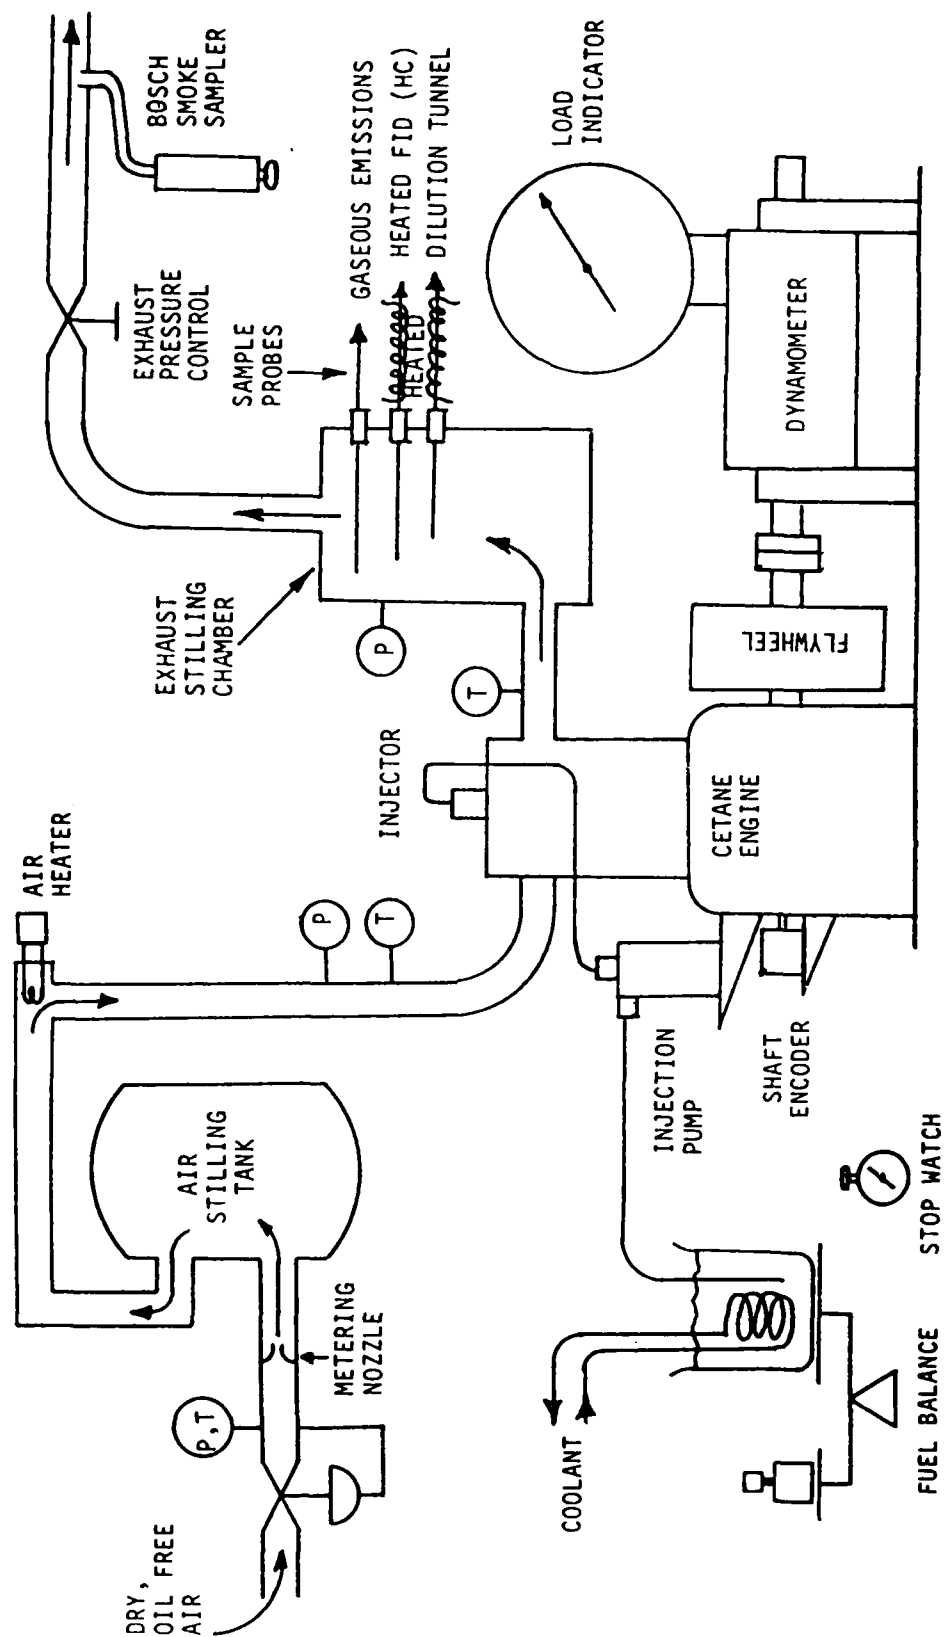 DRY,
OIL FREE
AIR
P,T
METERING
NOZZLE
AIR
STILLING
TANK
AIR
HEATER
P
T
INJECTOR
T
P
EXHAUST
STILLING
CHAMBER
EXHAUST
PRESSURE
CONTROL
BOSCH
SMOKE
SAMPLER
SAMPLE
PROBES
GASEOUS EMISSIONS
HEATED FID (HC)
HEATED
DILUTION TUNNEL
LOAD
INDICATOR
DYNAMOMETER
FLYWHEEL
CETANE
ENGINE
INJECTION
PUMP
SHAFT
ENCODER
COOLANT
FUEL BALANCE
STOP WATCH